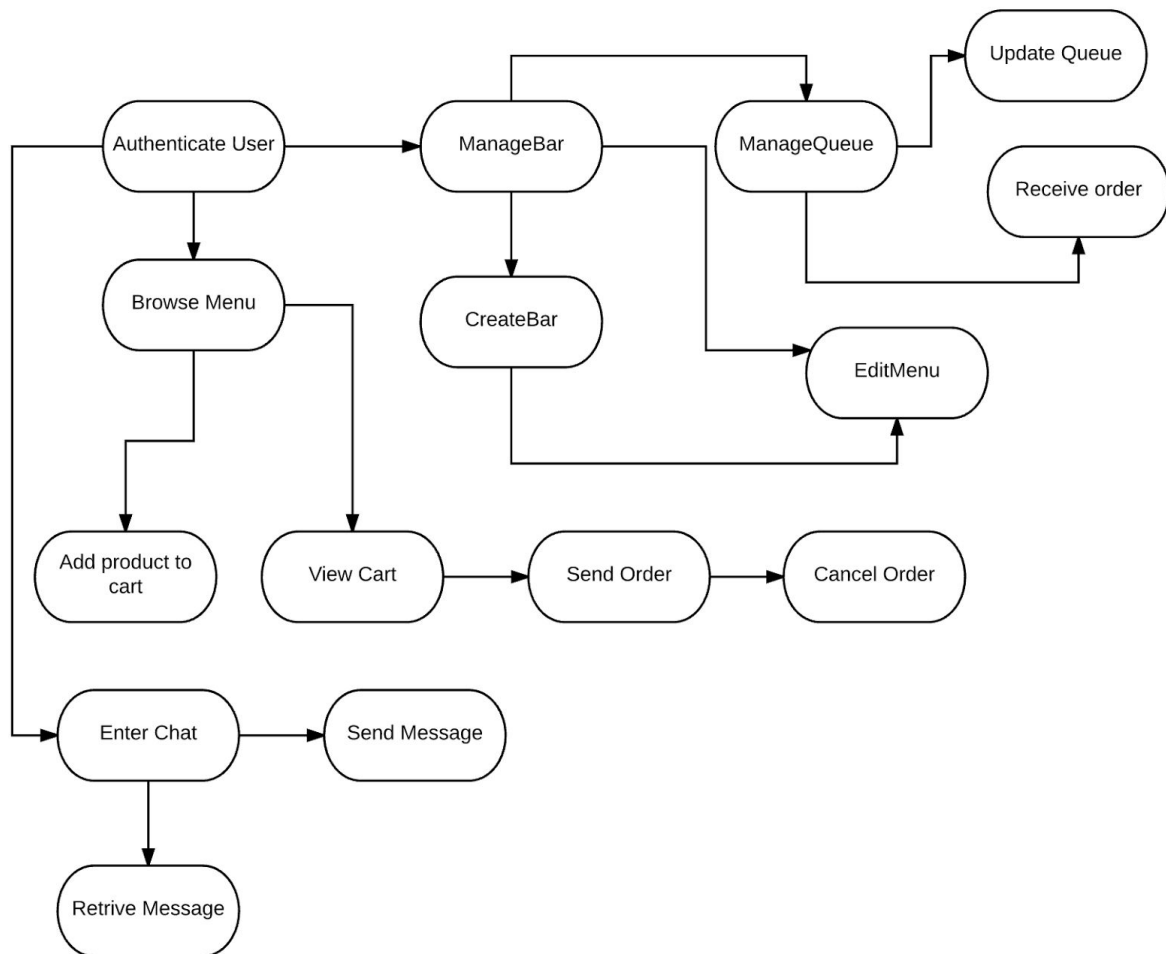 Update Queue
Authenticate User
ManageBar
ManageQueue
Receive order
Browse Menu
CreateBar
EditMenu
Add product to
cart
View Cart
Send Order
Cancel Order
Enter Chat
Send Message
Retrive Message